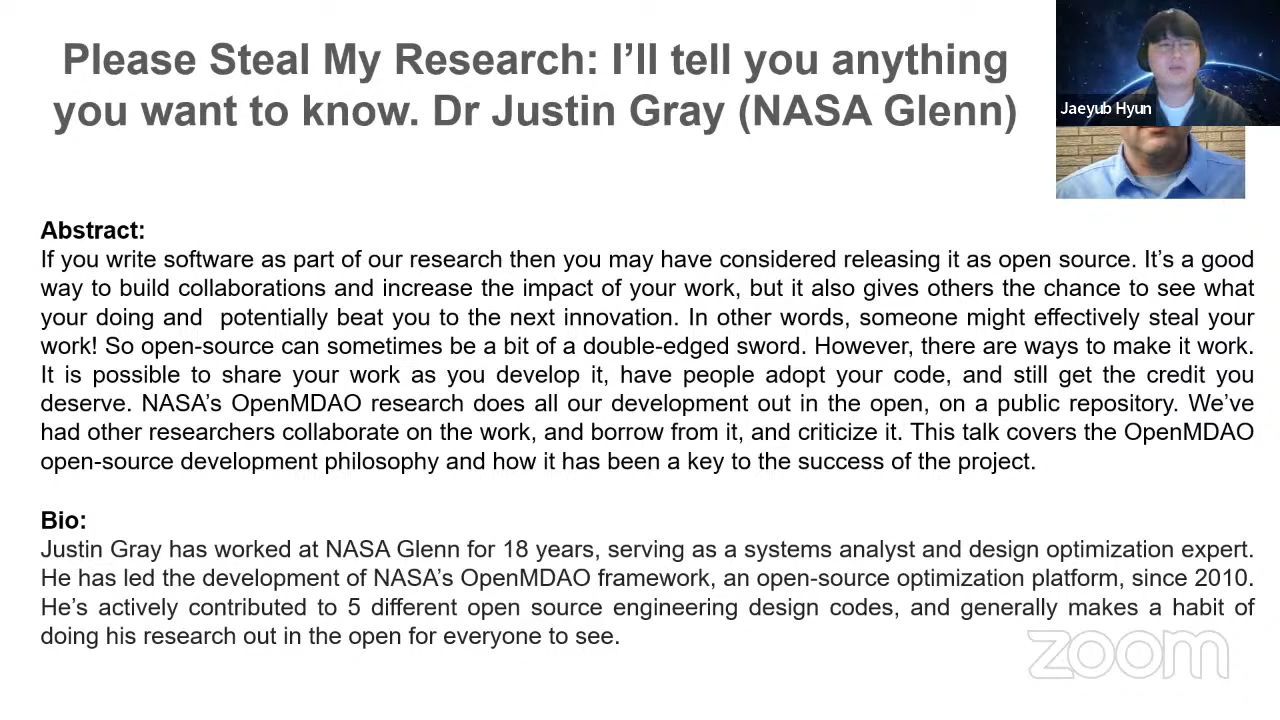 Please Steal My Research: I’ll tell you anything
you want to know. Dr Justin Gray (NASA Glenn)
Jaeyub Hyun
Abstract:
If you write software as part of our research then you may have considered releasing it as open source. It’s a good
way to build collaborations and increase the impact of your work, but it also gives others the chance to see what
your doing and potentially beat you to the next innovation. In other words, someone might effectively steal your
work! So open-source can sometimes be a bit of a double-edged sword. However, there are ways to make it work.
It is possible to share your work as you develop it, have people adopt your code, and still get the credit you
deserve. NASA’s OpenMDAO research does all our development out in the open, on a public repository. We’ve
had other researchers collaborate on the work, and borrow from it, and criticize it. This talk covers the OpenMDAO
open-source development philosophy and how it has been a key to the success of the project.
Bio:
Justin Gray has worked at NASA Glenn for 18 years, serving as a systems analyst and design optimization expert.
He has led the development of NASA’s OpenMDAO framework, an open-source optimization platform, since 2010.
He’s actively contributed to 5 different open source engineering design codes, and generally makes a habit of
doing his research out in the open for everyone to see.
zoom